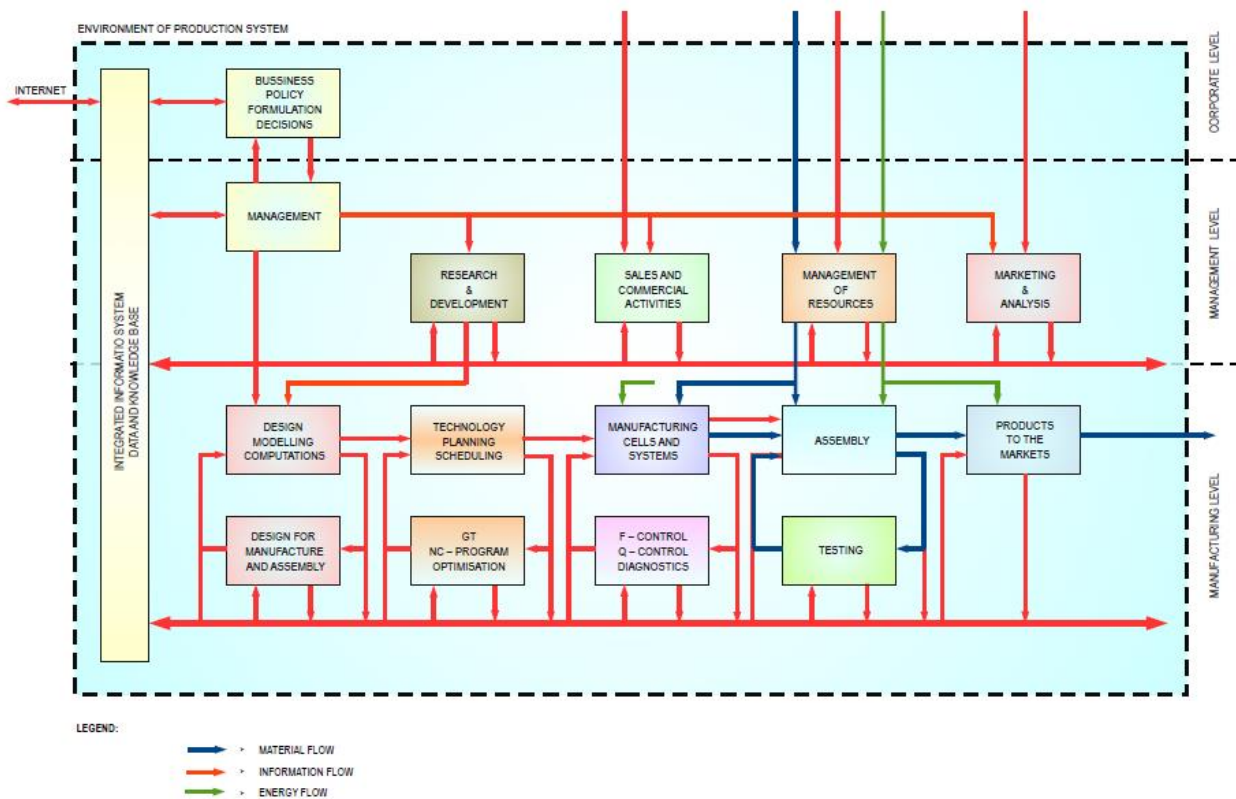 ENVIRONMENT OF PRODUCTION SYSTEM
CORPORATE LEVEL
INTERNET
BUSSINESS
POLICY
FORMULATION
DECISIONS
MANAGEMENT
MANAGEMENT LEVEL
RESEARCH
&
DEVELOPMENT
SALES AND
COMMERCIAL
ACTIVITIES
MANAGEMENT
OF
RESOURCES
MARKETING
&
ANALYSIS
INTEGRATED INFORMATIO SYSTEM
DATA AND KNOWLEDGE BASE
DESIGN
MODELLING
COMPUTATIONS
TECHNOLOGY
PLANNING
SCHEDULING
MANUFACTURING
CELLS AND
SYSTEMS
ASSEMBLY
PRODUCTS
TO THE
MARKETS
MANUFACTURING LEVEL
DESIGN FOR
MANUFACTURE
AND ASSEMBLY
GT
NC – PROGRAM
OPTIMISATION
F – CONTROL
Q – CONTROL
DIAGNOSTICS
TESTING
LEGEND:
MATERIAL FLOW
INFORMATION FLOW
ENERGY FLOW